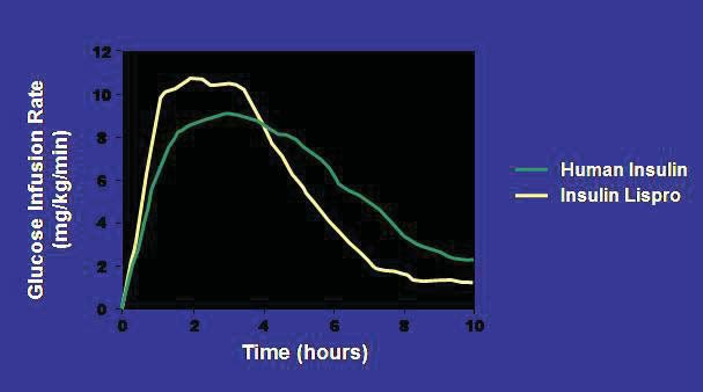 Glucose Infusion Rate
(mg/kg/min)
12
10
8
6
4
2
0
0 2 4 6 8 10
Time (hours)
Human Insulin
Insulin Lispro